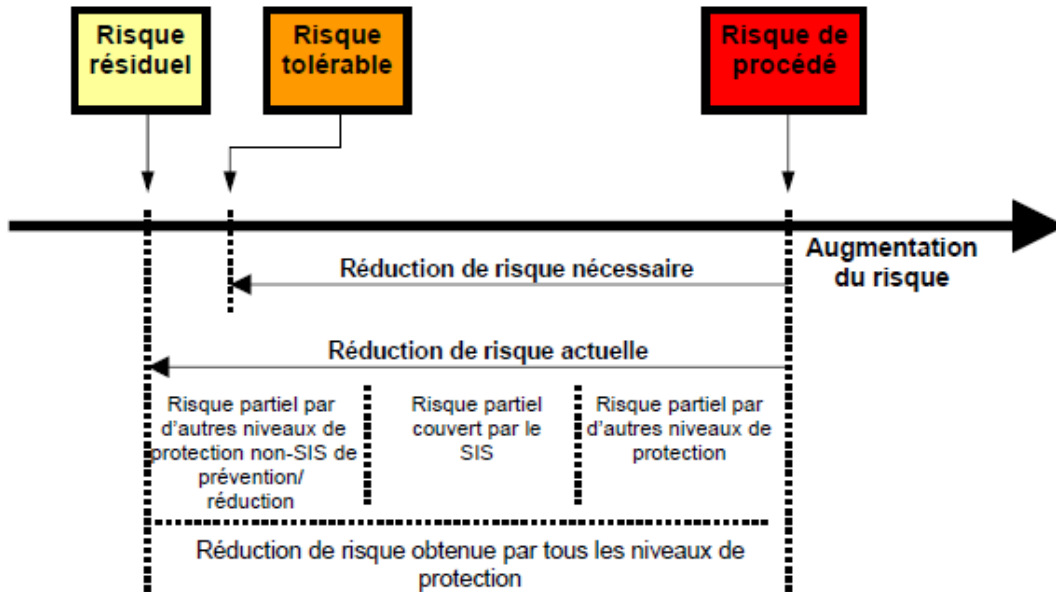 Risque
résiduel
Risque
tolérable
Risque de
procédé
Augmentation
du risque
Réduction de risque nécessaire
Réduction de risque actuelle
Risque partiel par
d'autres niveaux de
protection non-SIS de
prévention/
réduction
Risque partiel
couvert par le
SIS
Risque partiel par
d'autres niveaux de
protection
Réduction de risque obtenue par tous les niveaux de
protection